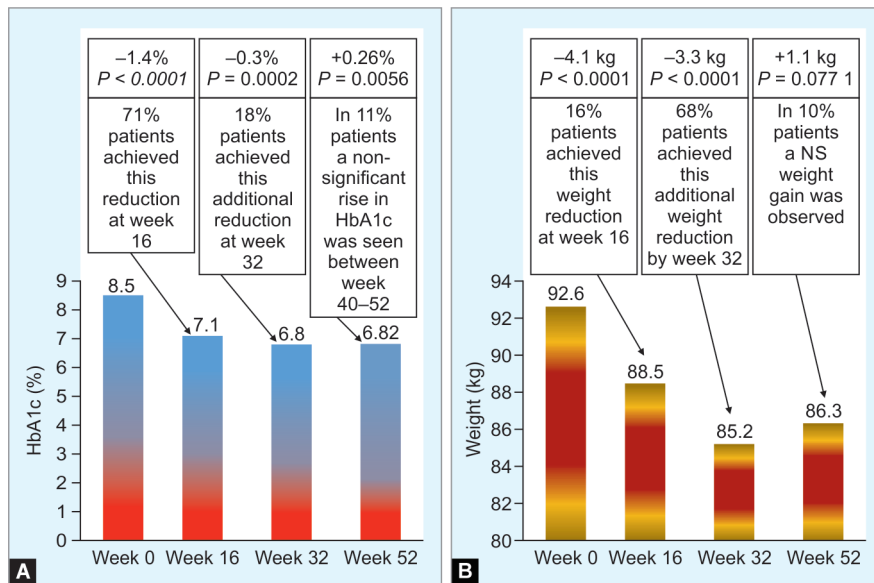 –1.4%
P < 0.0001
71%
patients
achieved
this
reduction
at week
16
–0.3%
P = 0.0002
18%
patients
achieved
this
additional
reduction
at week
32
+0.26%
P = 0.0056
In 11%
patients
a non-
significant
rise in
HbA1c
was seen
between
week
40–52
9
8
7
6
5
4
3
2
1
0
HbA1c (%)
8.5
7.1
6.8
6.82
Week 0
Week 16
Week 32
Week 52
A
–4.1 kg
P < 0.0001
16%
patients
achieved
this
weight
reduction
at week 16
–3.3 kg
P < 0.0001
68%
patients
achieved
this
additional
weight
reduction
by week 32
+1.1 kg
P = 0.077 1
In 10%
patients
a NS
weight
gain was
observed
94
92
90
88
86
84
82
80
Weight (kg)
92.6
88.5
85.2
86.3
Week 0
Week 16
Week 32
Week 52
B